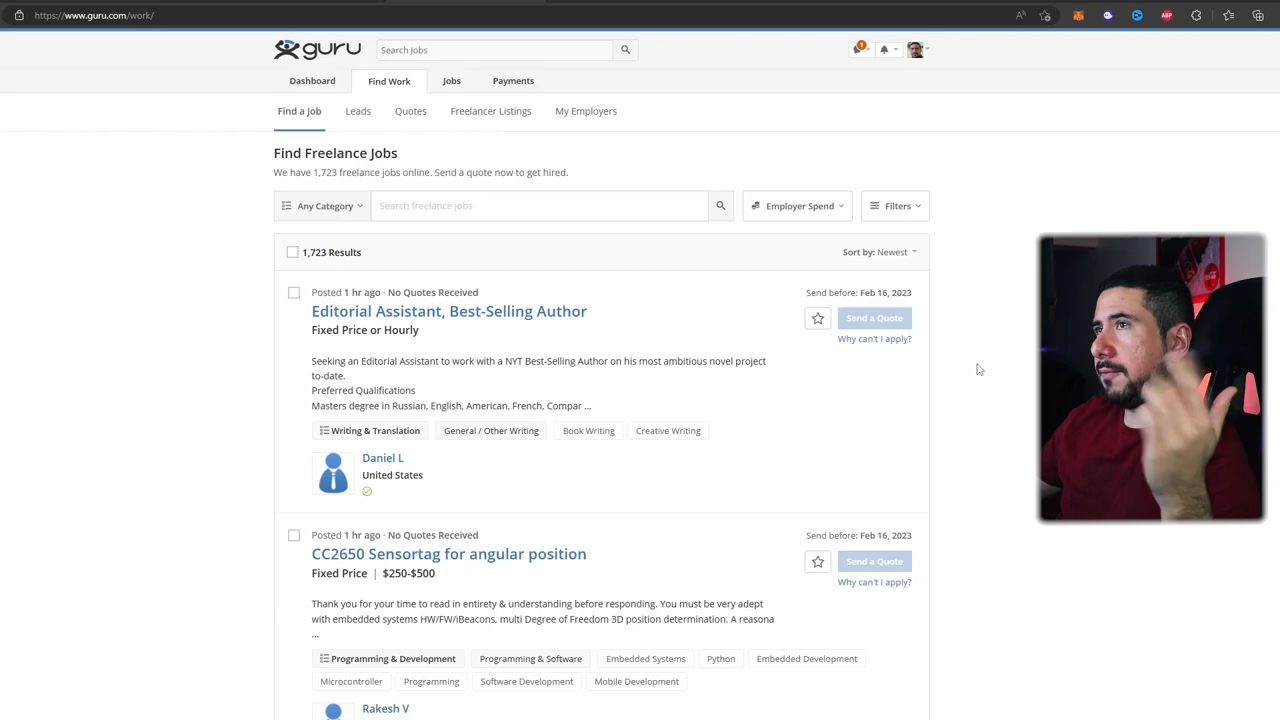 https://www.guru.com/work/
guru
Search Jobs
1
Dashboard
Find Work
Jobs
Payments
Find a Job
Leads
Quotes
Freelancer Listings
My Employers
Find Freelance Jobs
We have 1,723 freelance jobs online. Send a quote now to get hired.
Any Category
Search freelance jobs
Employer Spend
Filters
1,723 Results
Sort by: Newest
Posted 1 hr ago · No Quotes Received
Send before: Feb 16, 2023
Editorial Assistant, Best-Selling Author
Send a Quote
Fixed Price or Hourly
Why can't I apply?
Seeking an Editorial Assistant to work with a NYT Best-Selling Author on his most ambitious novel project
to-date.
Preferred Qualifications
Masters degree in Russian, English, American, French, Compar ...
Writing & Translation
General / Other Writing
Book Writing
Creative Writing
Daniel L
United States
Posted 1 hr ago · No Quotes Received
Send before: Feb 16, 2023
CC2650 Sensortag for angular position
Send a Quote
Fixed Price | $250-$500
Why can't I apply?
Thank you for your time to read in entirety & understanding before responding. You must be very adept
with embedded systems HW/FW/iBeacons, multi Degree of Freedom 3D position determination. A reasona
...
Programming & Development
Programming & Software
Embedded Systems
Python
Embedded Development
Microcontroller
Programming
Software Development
Mobile Development
Rakesh V